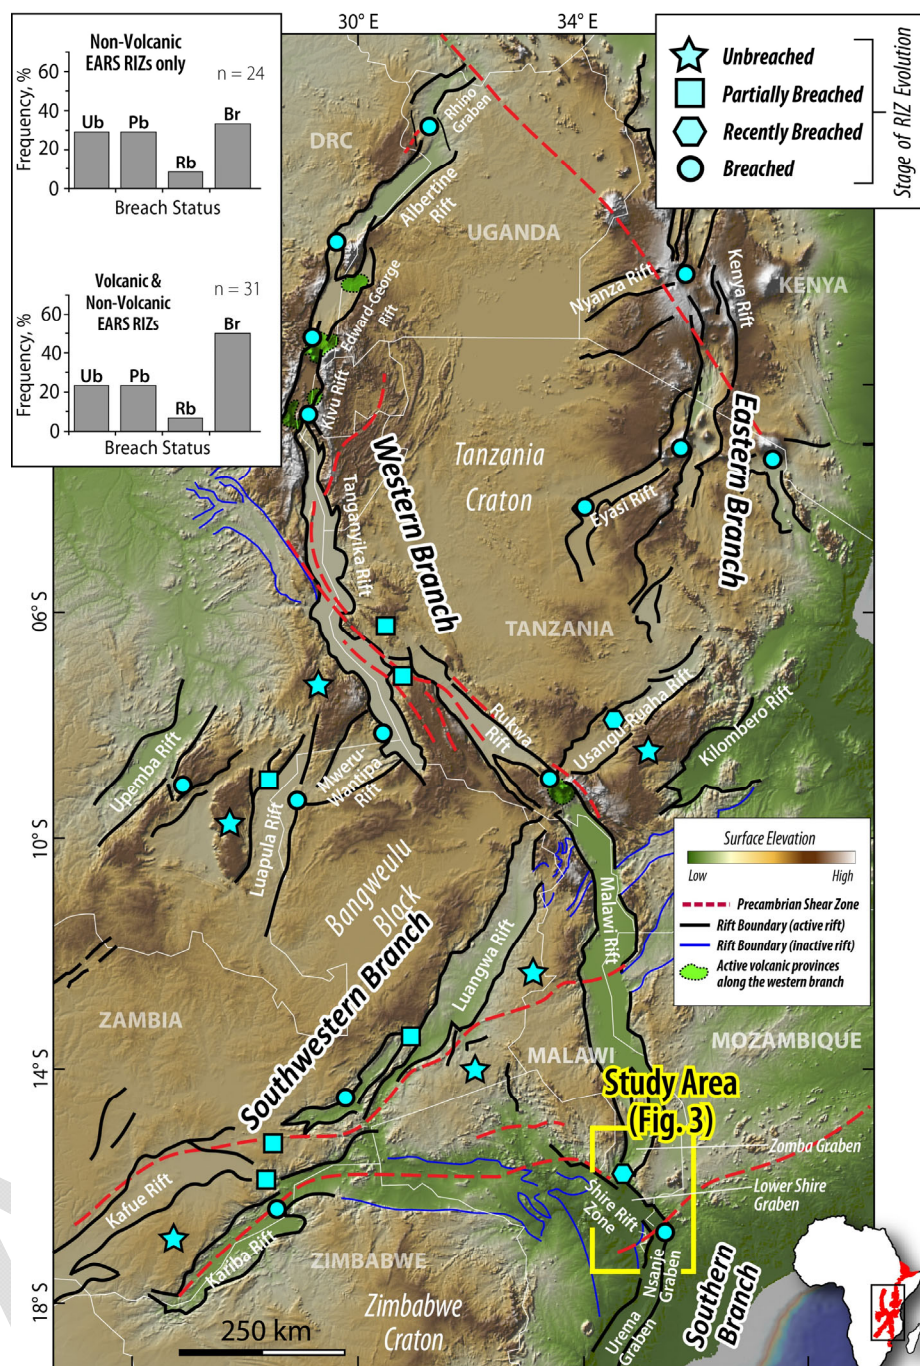 30° E
34° E
Non-Volcanic
EARS RIZs only
n = 24
Frequency, %
60
40
20
0
Ub
Pb
Rb
Br
Breach Status
Volcanic &
Non-Volcanic
EARS RIZs
n = 31
Frequency, %
60
40
20
0
Ub
Pb
Rb
Br
Breach Status
Unbreached
Partially Breached
Recently Breached
Breached
Stage of RIZ Evolution
DRC
Rhino
Graben
Albertine
Rift
UGANDA
Nyanza Rift
Kenya Rift
KENYA
Edward-George
Rift
Kivu Rift
Western Branch
Tanzania
Craton
Eastern Branch
Eyasi Rift
Tanganyika Rift
06° S
TANZANIA
Rukwa
Rift
Usangu-Ruaha Rift
Kilombero Rift
Upemba Rift
Mweru-
Wantipa
Rift
Luapula Rift
10° S
Bangweulu
Block
Malawi Rift
Surface Elevation
Low
High
Precambrian Shear Zone
Rift Boundary (active rift)
Rift Boundary (inactive rift)
Active volcanic provinces
along the western branch
Southwestern Branch
Luangwa Rift
ZAMBIA
MALAWI
MOZAMBIQUE
14° S
Study Area
(Fig. 3)
Zomba Graben
Kafue Rift
Shire Rift
Zone
Lower Shire
Graben
Kariba Rift
ZIMBABWE
Nsanje
Graben
Southern
Branch
18° S
Zimbabwe
Craton
Urema
Graben
250 km